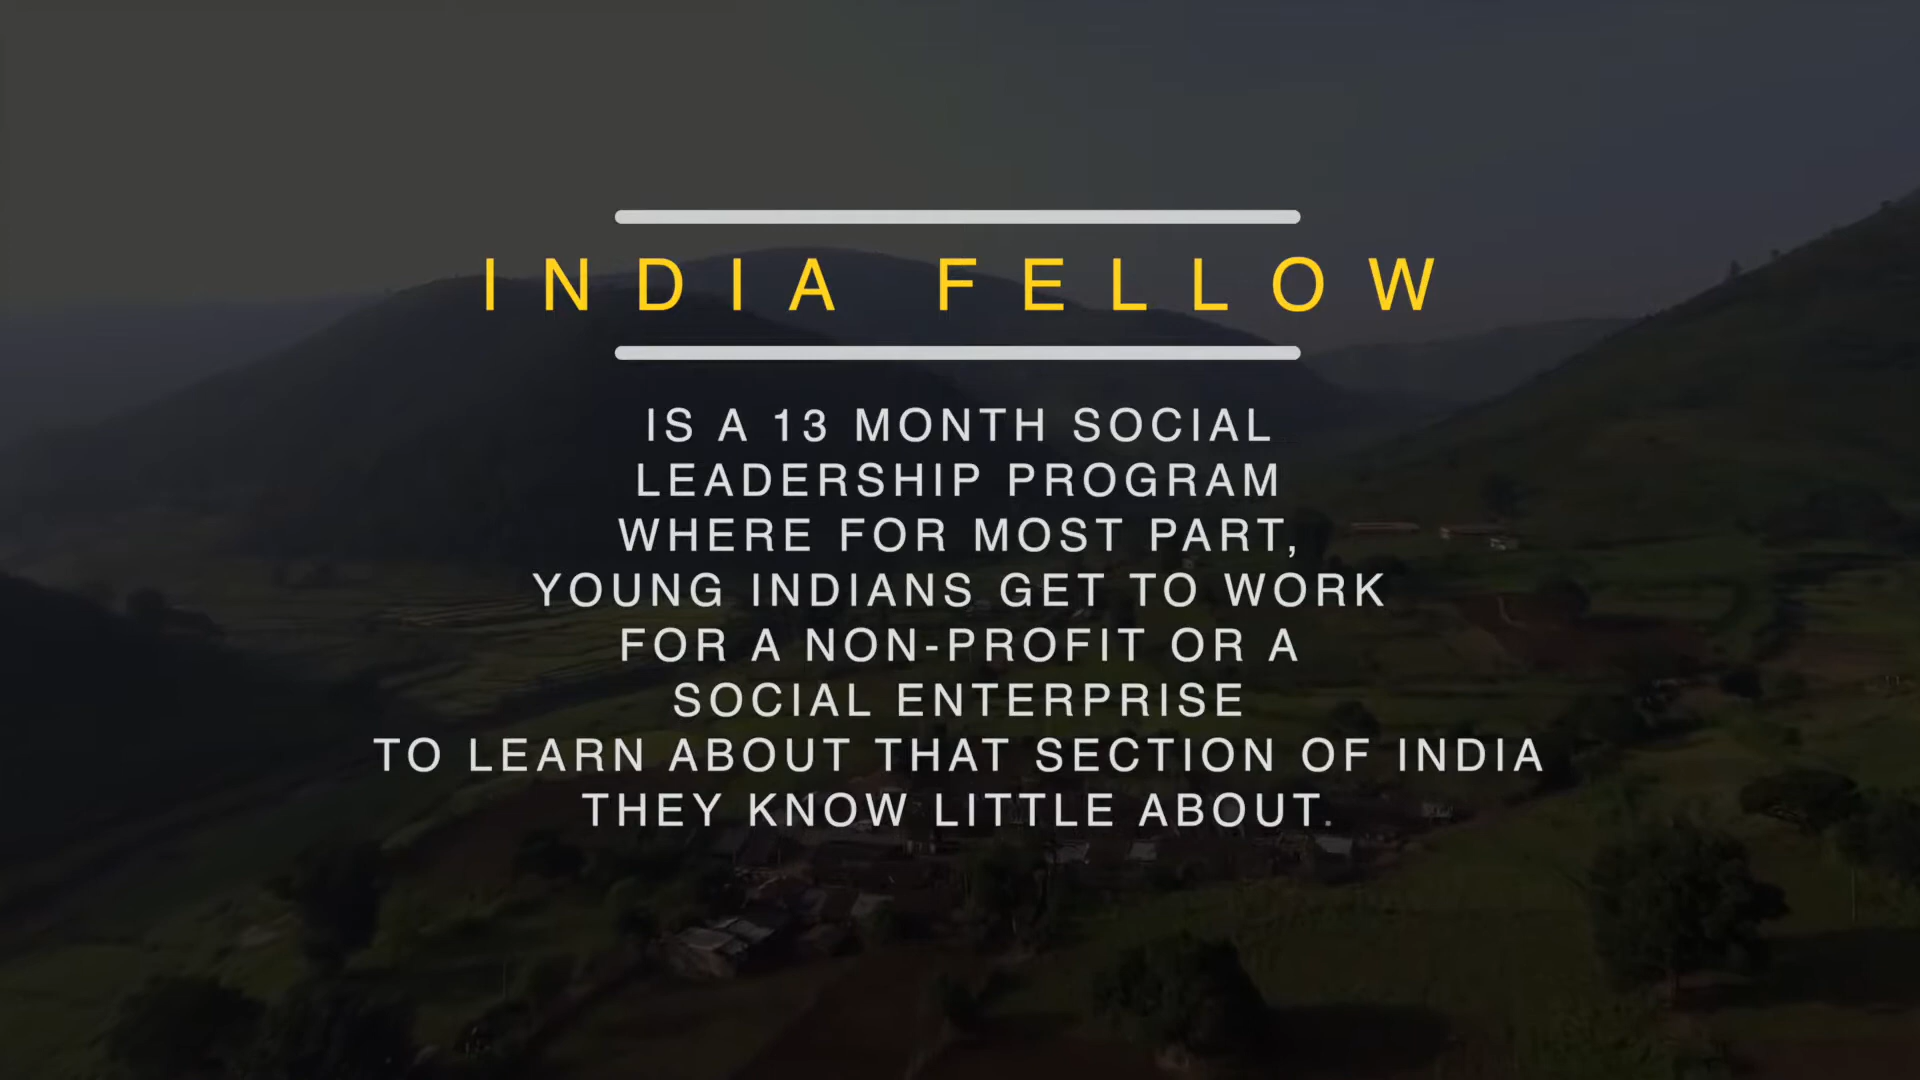 INDIA FELLOW
IS A 13 MONTH SOCIAL
LEADERSHIP PROGRAM
WHERE FOR MOST PART,
YOUNG INDIANS GET TO WORK
FOR A NON-PROFIT OR A
SOCIAL ENTERPRISE
TO LEARN ABOUT THAT SECTION OF INDIA
THEY KNOW LITTLE ABOUT.